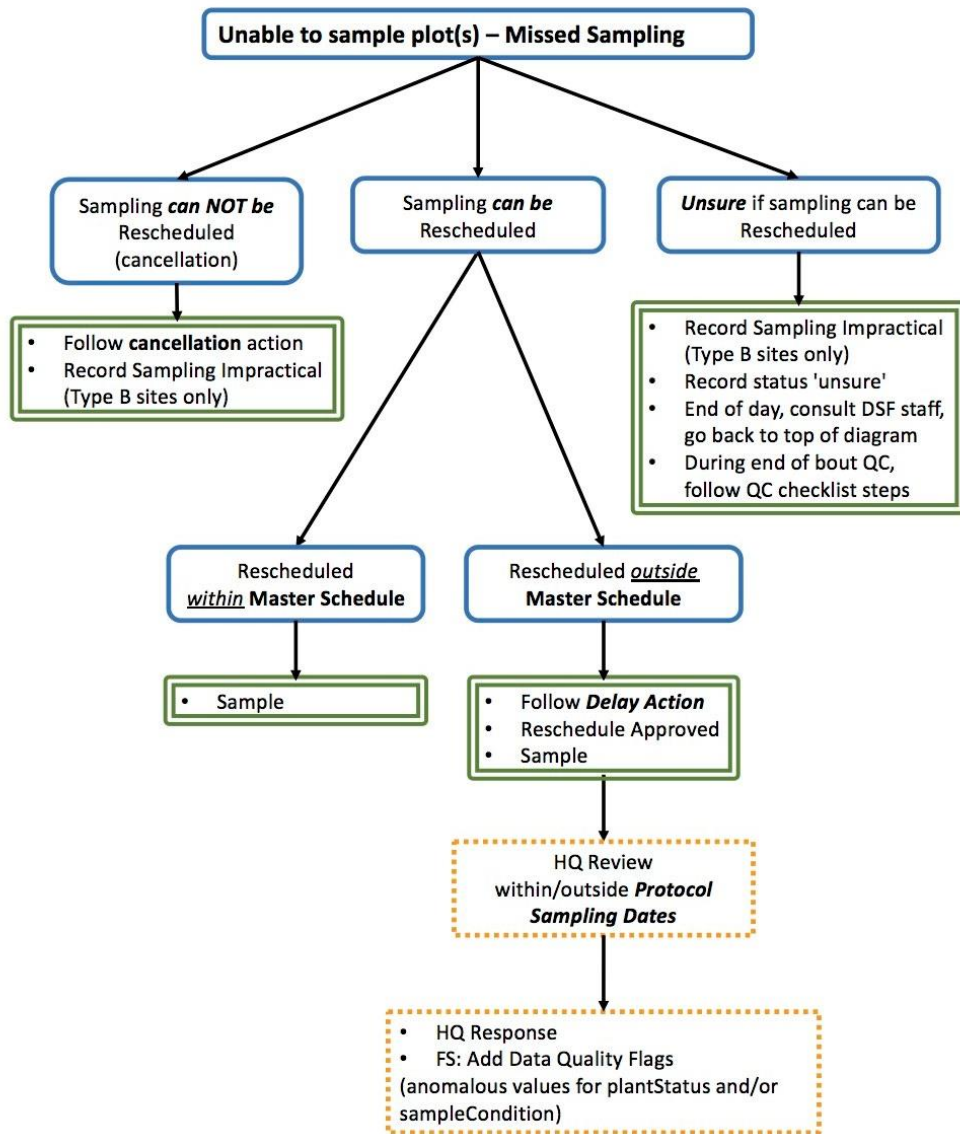 Unable to sample plot(s) – Missed Sampling
Sampling can NOT be
Rescheduled
(cancellation)
Sampling can be
Rescheduled
Unsure if sampling can be
Rescheduled
• Follow cancellation action
• Record Sampling Impractical
(Type B sites only)
• Record Sampling Impractical
(Type B sites only)
• Record status 'unsure'
• End of day, consult DSF staff,
go back to top of diagram
• During end of bout QC,
follow QC checklist steps
Rescheduled
within Master Schedule
Rescheduled outside
Master Schedule
• Sample
• Follow Delay Action
• Reschedule Approved
• Sample
HQ Review
within/outside Protocol
Sampling Dates
• HQ Response
• FS: Add Data Quality Flags
(anomalous values for plantStatus and/or
sampleCondition)